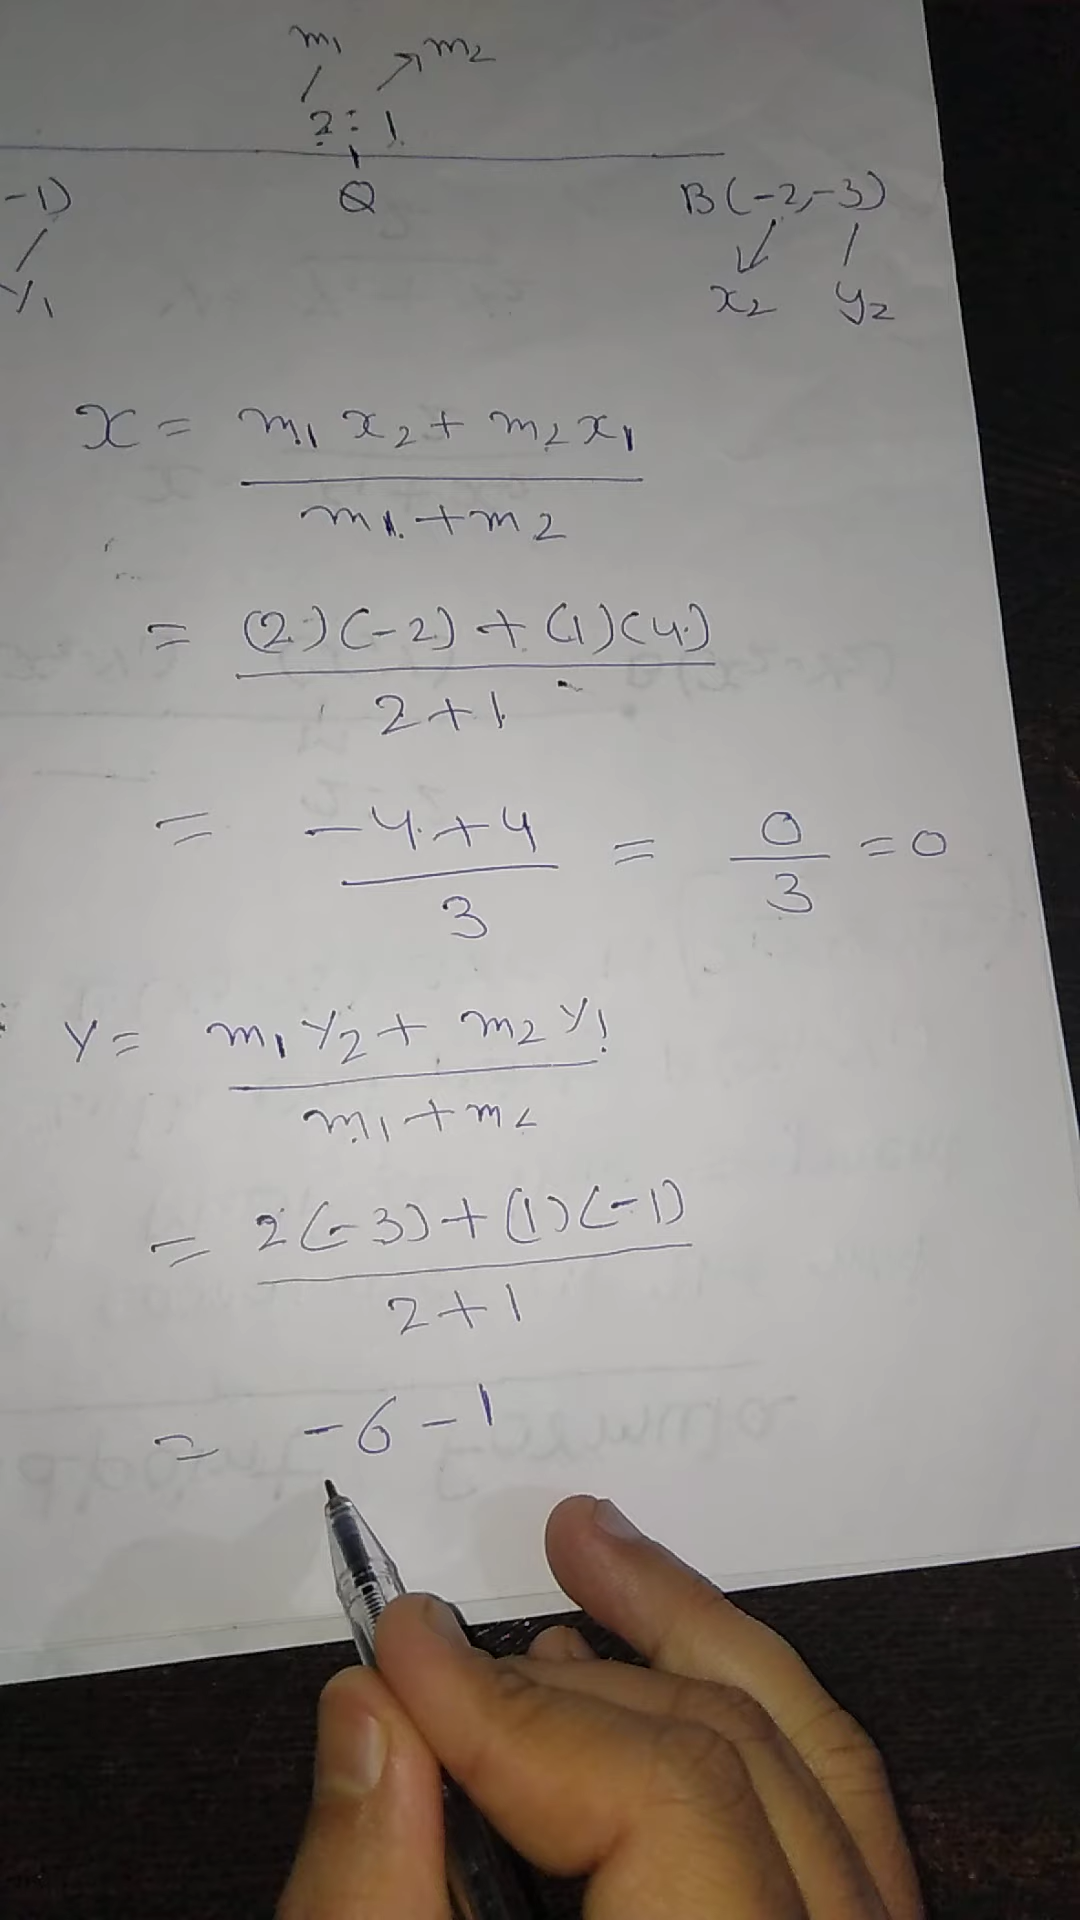 m₁ m₂
2 : 1
-1) Q B(-2,-3)
y₁ x₂ y₂
x = m₁x₂ + m₂x₁
m₁ + m₂
= (2)(-2) + (1)(4)
2+1
= -4+4 = 0 = 0
3 3
Y = m₁y₂ + m₂y₁
m₁ + m₂
= 2(-3) + (1)(-1)
2+1
= -6-1